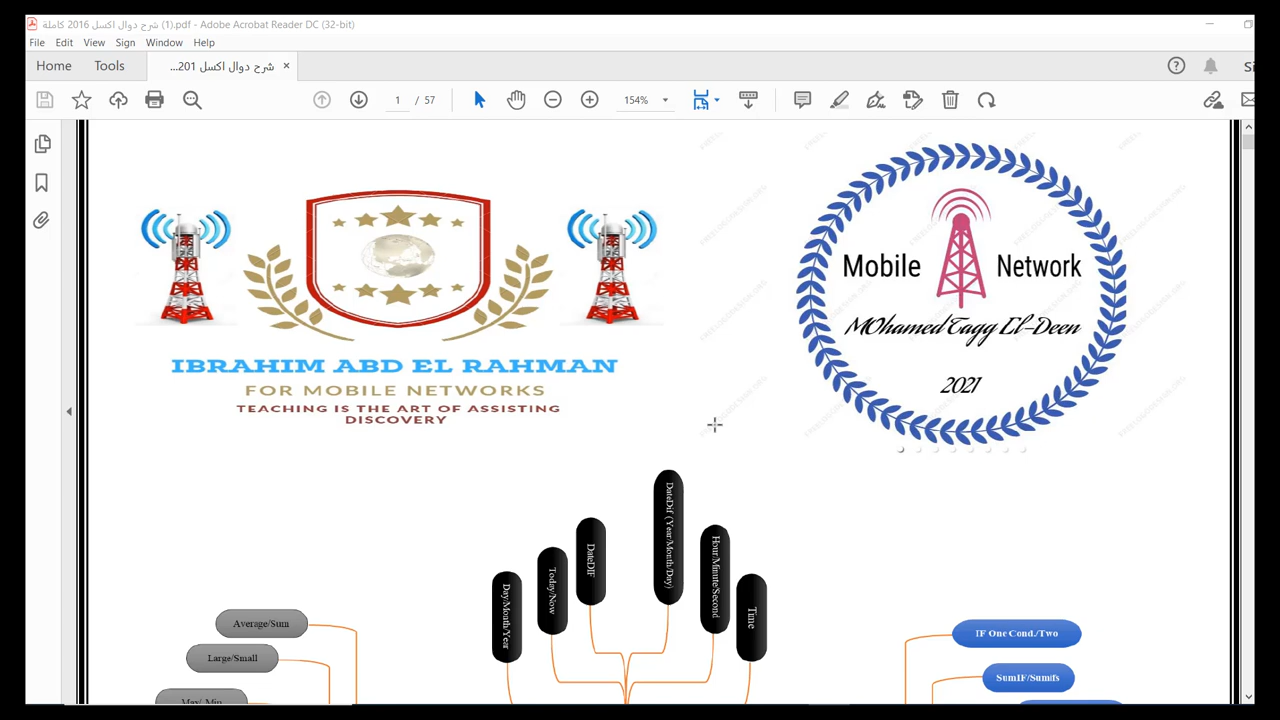 شرح دوال اكسل 2016 كاملة (1).pdf - Adobe Acrobat Reader DC (32-bit)
File Edit View Sign Window Help
Home Tools شرح دوال اكسل 201... × Si
1 / 57 154%
Mobile Network
MOhamed Tagg El-Deen
2021
IBRAHIM ABD EL RAHMAN
FOR MOBILE NETWORKS
TEACHING IS THE ART OF ASSISTING
DISCOVERY
Day/Month/Year
Today/Now
DateDIF
DateDif (Year/Month/Day)
Hour/Minute/Second
Time
Average/Sum
Large/Small
IF One Cond./Two
SumIF/Sumifs